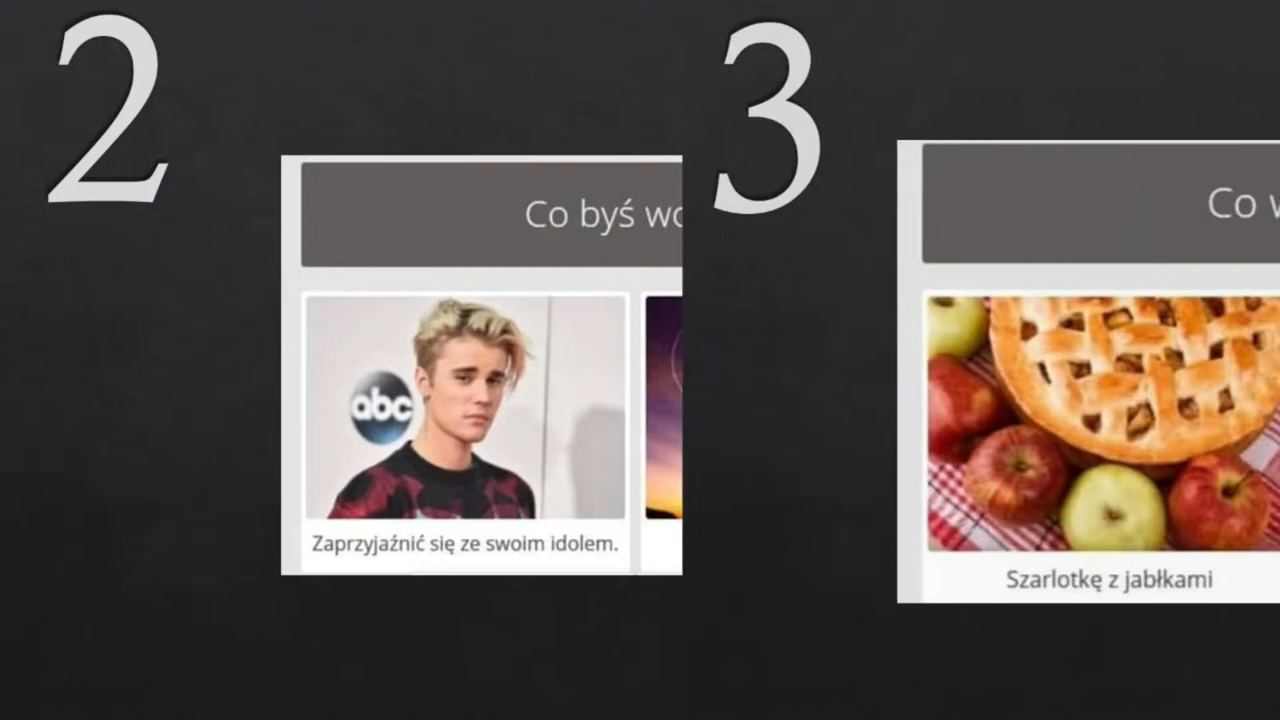 2
Co byś wo
abc
Zaprzyjaźnić się ze swoim idolem.
3
Co w
Szarlotkę z jabłkami